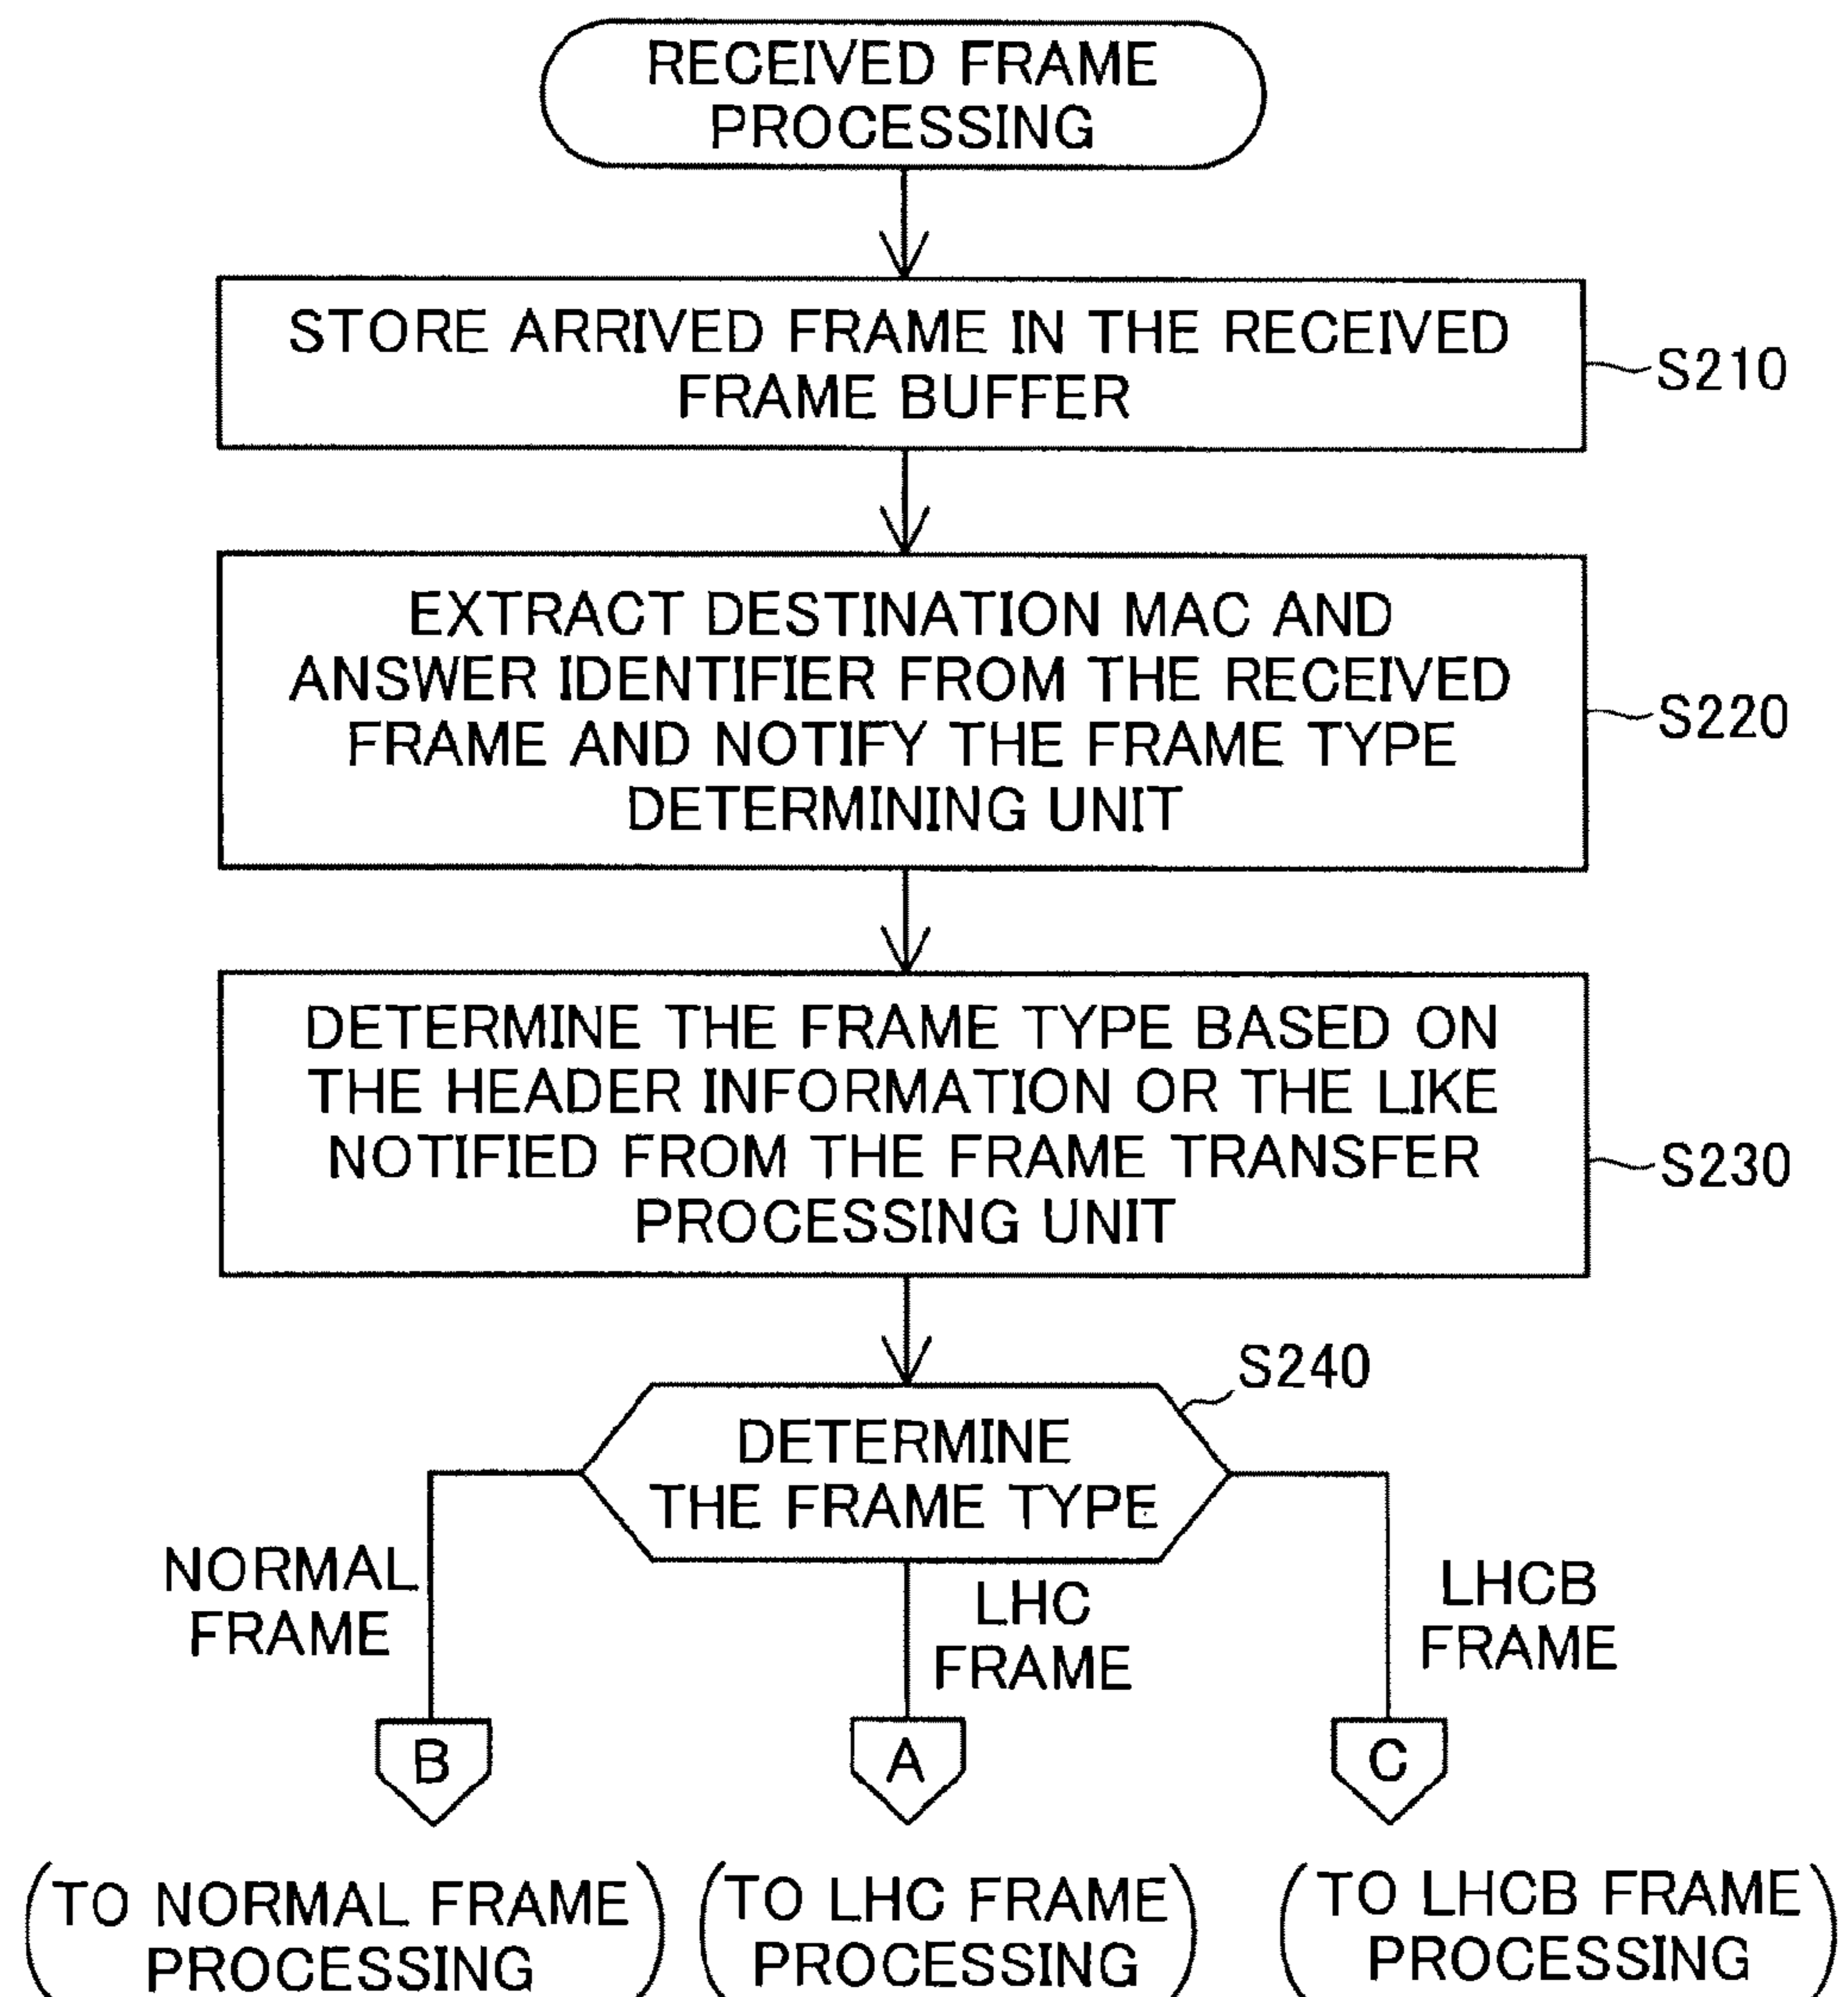 RECEIVED FRAME
PROCESSING
STORE ARRIVED FRAME IN THE RECEIVED
FRAME BUFFER
S210
EXTRACT DESTINATION MAC AND
ANSWER IDENTIFIER FROM THE RECEIVED
FRAME AND NOTIFY THE FRAME TYPE
DETERMINING UNIT
S220
DETERMINE THE FRAME TYPE BASED ON
THE HEADER INFORMATION OR THE LIKE
NOTIFIED FROM THE FRAME TRANSFER
PROCESSING UNIT
S230
S240
DETERMINE
THE FRAME TYPE
NORMAL
FRAME
LHC
FRAME
LHCB
FRAME
B
A
C
(TO NORMAL FRAME
PROCESSING)
(TO LHC FRAME
PROCESSING)
(TO LHCB FRAME
PROCESSING)